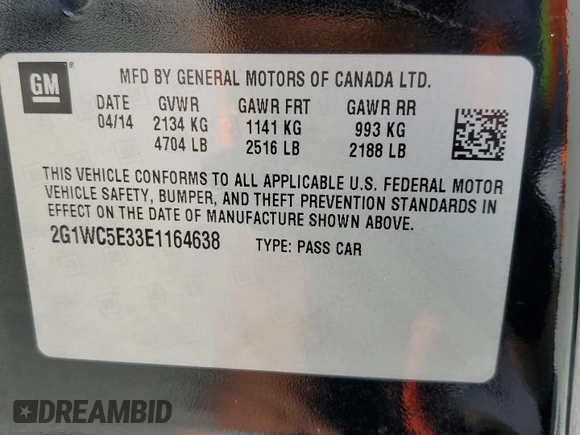 GM ®
MFD BY GENERAL MOTORS OF CANADA LTD.
DATE GVWR GAWR FRT GAWR RR
04/14 2134 KG 1141 KG 993 KG
4704 LB 2516 LB 2188 LB
THIS VEHICLE CONFORMS TO ALL APPLICABLE U.S. FEDERAL MOTOR
VEHICLE SAFETY, BUMPER, AND THEFT PREVENTION STANDARDS IN
EFFECT ON THE DATE OF MANUFACTURE SHOWN ABOVE.
2G1WC5E33E1164638 TYPE: PASS CAR
DREAMBID